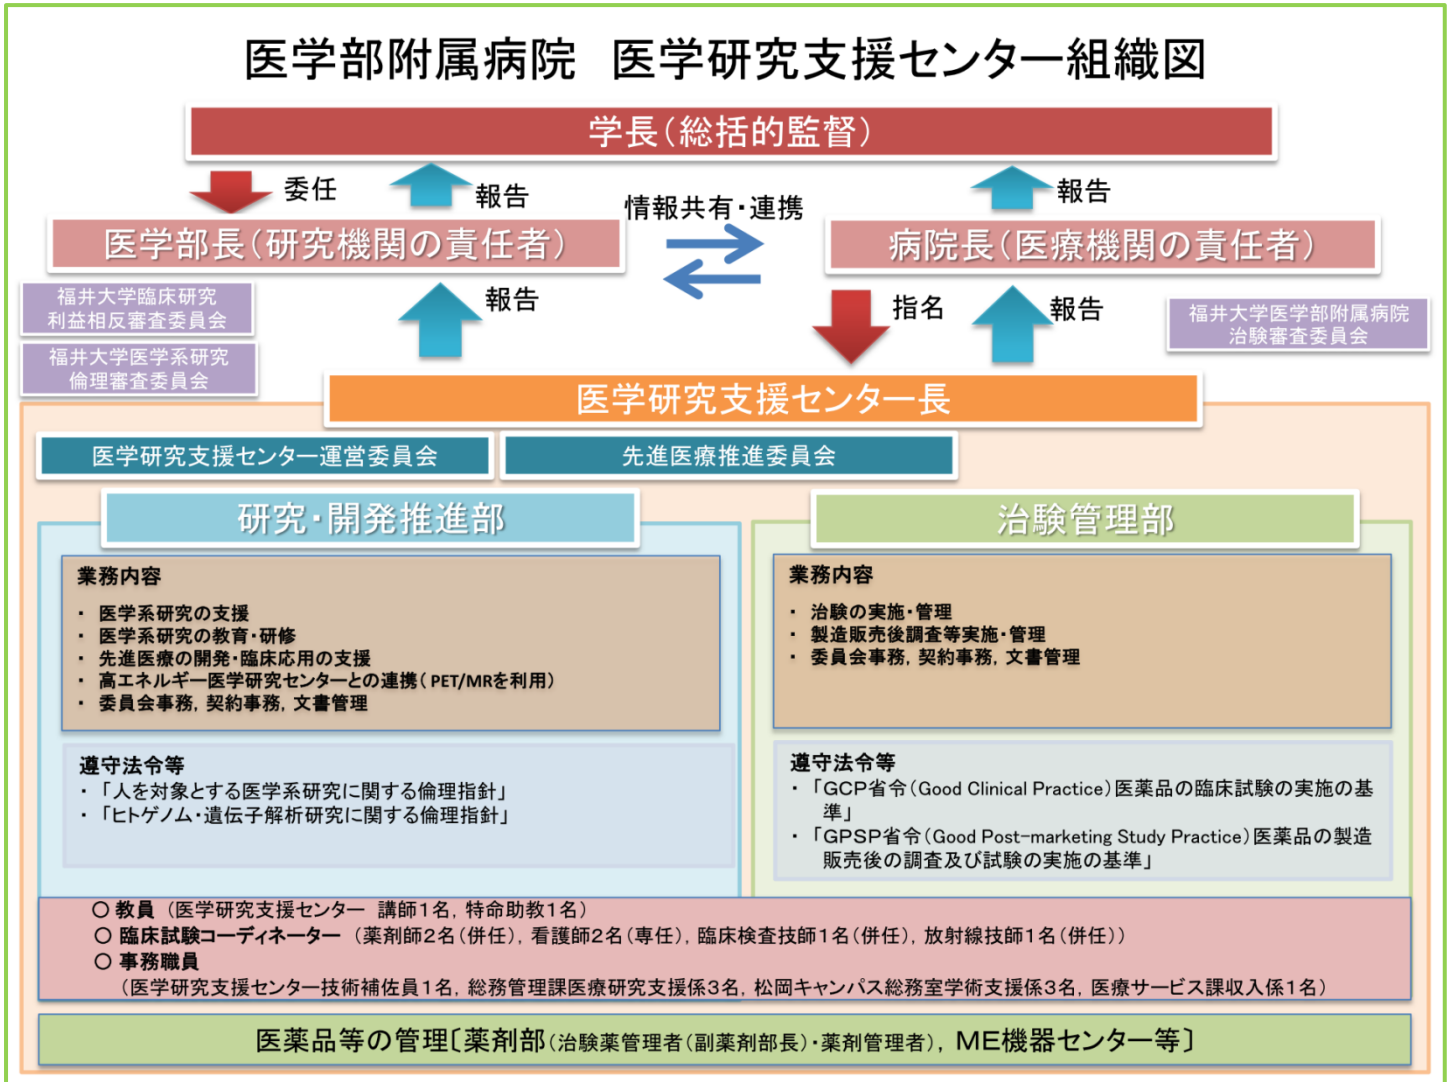 医学部附属病院　医学研究支援センター組織図
学長（総括的監督）
委任
報告
情報共有・連携
報告
医学部長（研究機関の責任者）
病院長（医療機関の責任者）
福井大学臨床研究
利益相反審査委員会
福井大学医学系研究
倫理審査委員会
報告
指名
報告
福井大学医学部附属病院
治験審査委員会
医学研究支援センター長
医学研究支援センター運営委員会
先進医療推進委員会
研究・開発推進部
業務内容
・ 医学系研究の支援
・ 医学系研究の教育・研修
・ 先進医療の開発・臨床応用の支援
・ 高エネルギー医学研究センターとの連携（PET/MRを利用）
・ 委員会事務，契約事務，文書管理
遵守法令等
・「人を対象とする医学系研究に関する倫理指針」
・「ヒトゲノム・遺伝子解析研究に関する倫理指針」
治験管理部
業務内容
・ 治験の実施・管理
・ 製造販売後調査等実施・管理
・ 委員会事務，契約事務，文書管理
遵守法令等
・「GCP省令（Good Clinical Practice）医薬品の臨床試験の実施の基
準」
・「GPSP省令（Good Post-marketing Study Practice）医薬品の製造
販売後の調査及び試験の実施の基準」
○ 教員 （医学研究支援センター 講師１名，特命助教１名）
○ 臨床試験コーディネーター （薬剤師２名（併任），看護師２名（専任），臨床検査技師１名（併任），放射線技師１名（併任））
○ 事務職員
（医学研究支援センター技術補佐員１名，総務管理課医療研究支援係３名，松岡キャンパス総務室学術支援係３名，医療サービス課収入係１名）
医薬品等の管理〔薬剤部（治験薬管理者（副薬剤部長）・薬剤管理者），ＭＥ機器センター等〕